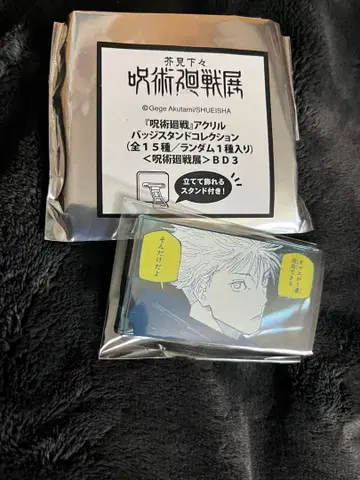 芥見下々
呪術廻戦展
©Gege Akutami/SHUEISHA
『呪術廻戦』アクリル
バッジスタンドコレクション
(全15種/ランダム1種入り)
<呪術廻戦展>BD3
立てて飾れる
スタンド付き!
そんだけだよ